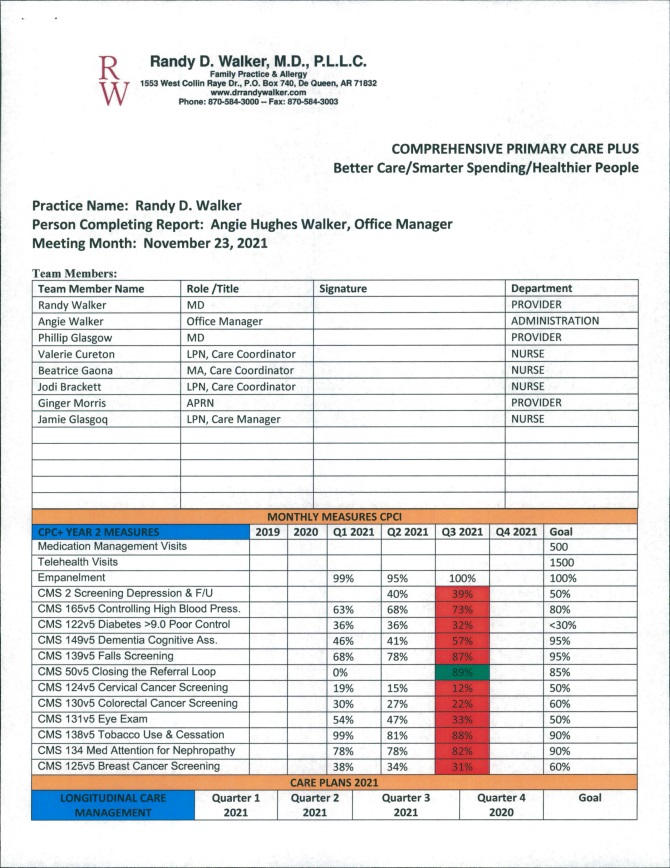 R
W
Randy D. Walker, M.D., P.L.L.C.
Family Practice & Allergy
1553 West Collin Raye Dr., P.O. Box 740, De Queen, AR 71832
www.drrandywalker.com
Phone: 870-584-3000 – Fax: 870-584-3003
COMPREHENSIVE PRIMARY CARE PLUS
Better Care/Smarter Spending/Healthier People
Practice Name: Randy D. Walker
Person Completing Report: Angie Hughes Walker, Office Manager
Meeting Month: November 23, 2021
Team Members:
Team Member Name Role /Title Signature Department
Randy Walker MD PROVIDER
Angie Walker Office Manager ADMINISTRATION
Phillip Glasgow MD PROVIDER
Valerie Cureton LPN, Care Coordinator NURSE
Beatrice Gaona MA, Care Coordinator NURSE
Jodi Brackett LPN, Care Coordinator NURSE
Ginger Morris APRN PROVIDER
Jamie Glasgoq LPN, Care Manager NURSE
MONTHLY MEASURES CPCI
CPC+ YEAR 2 MEASURES 2019 2020 Q1 2021 Q2 2021 Q3 2021 Q4 2021 Goal
Medication Management Visits 500
Telehealth Visits 1500
Empanelment 99% 95% 100% 100%
CMS 2 Screening Depression & F/U 40% 39% 50%
CMS 165v5 Controlling High Blood Press. 63% 68% 73% 80%
CMS 122v5 Diabetes >9.0 Poor Control 36% 36% 32% <30%
CMS 149v5 Dementia Cognitive Ass. 46% 41% 57% 95%
CMS 139v5 Falls Screening 68% 78% 87% 95%
CMS 50v5 Closing the Referral Loop 0% 89% 85%
CMS 124v5 Cervical Cancer Screening 19% 15% 12% 50%
CMS 130v5 Colorectal Cancer Screening 30% 27% 22% 60%
CMS 131v5 Eye Exam 54% 47% 33% 50%
CMS 138v5 Tobacco Use & Cessation 99% 81% 88% 90%
CMS 134 Med Attention for Nephropathy 78% 78% 82% 90%
CMS 125v5 Breast Cancer Screening 38% 34% 31% 60%
CARE PLANS 2021
LONGITUDINAL CARE Quarter 1 Quarter 2 Quarter 3 Quarter 4 Goal
MANAGEMENT 2021 2021 2021 2020